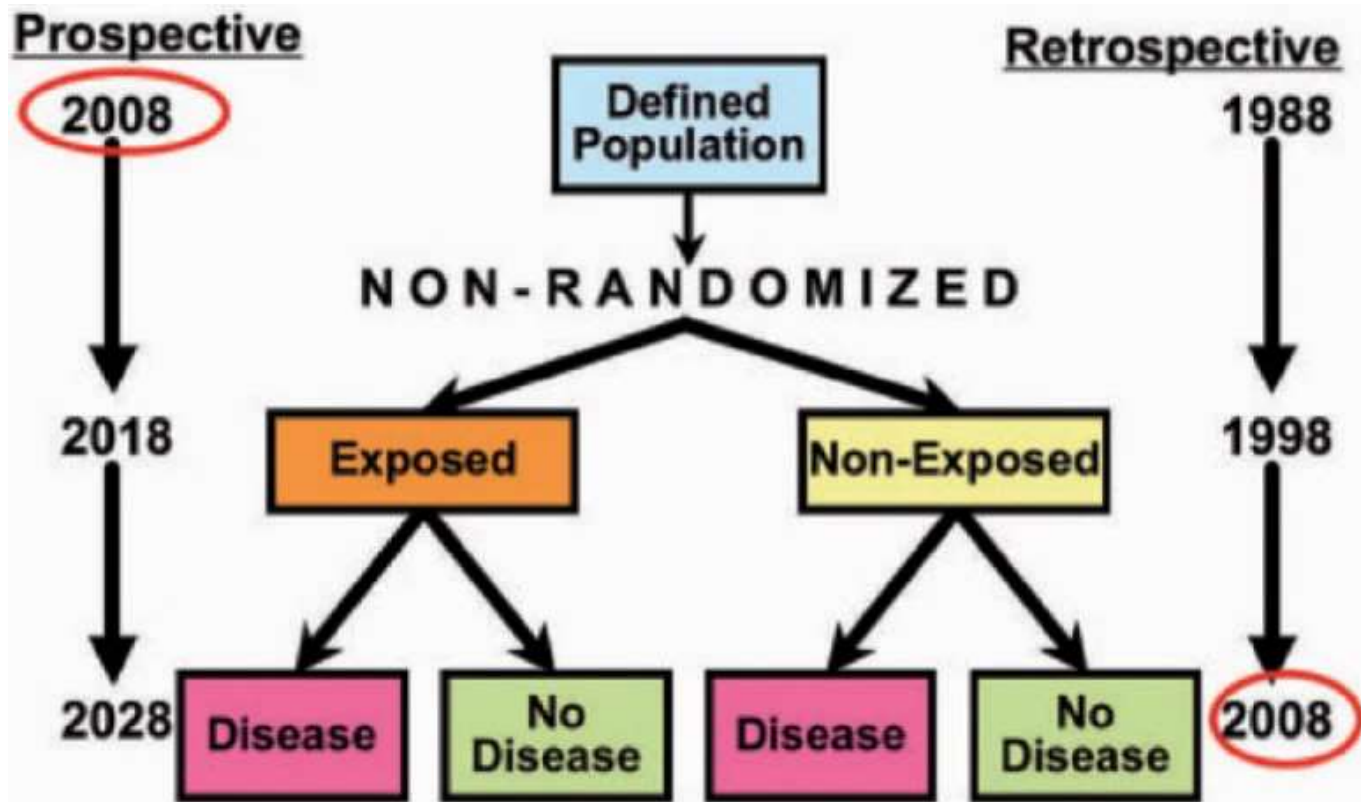 Prospective
Retrospective
2008
Defined
Population
1988
NON-RANDOMIZED
2018
Exposed
Non-Exposed
1998
2028
Disease
No
Disease
Disease
No
Disease
2008